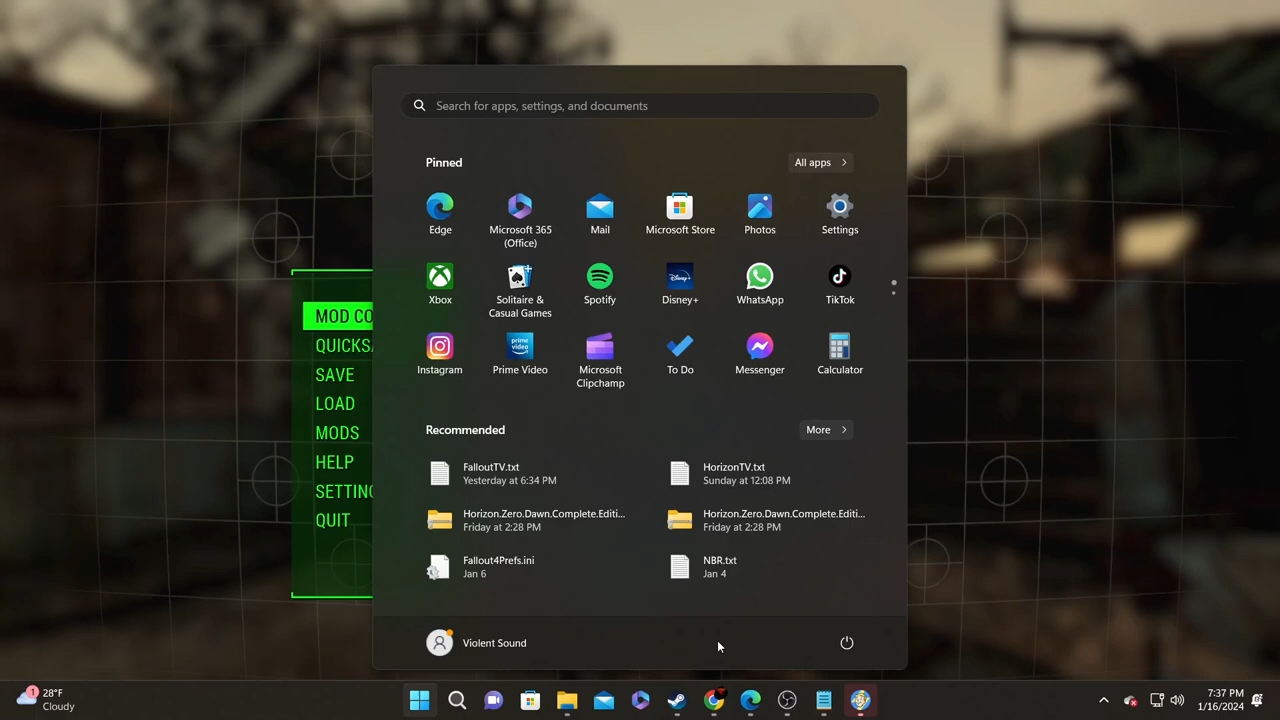 Search for apps, settings, and documents
Pinned
All apps
Edge
Microsoft 365
(Office)
Mail
Microsoft Store
Photos
Settings
Xbox
Solitaire &
Casual Games
Spotify
Disney+
WhatsApp
TikTok
Instagram
prime
video
Prime Video
Microsoft
Clipchamp
To Do
Messenger
Calculator
MOD CO
QUICKSA
SAVE
LOAD
MODS
HELP
SETTING
QUIT
Recommended
More
FalloutTV.txt
Yesterday at 6:34 PM
HorizonTV.txt
Sunday at 12:08 PM
Horizon.Zero.Dawn.Complete.Editi...
Friday at 2:28 PM
Horizon.Zero.Dawn.Complete.Editi...
Friday at 2:28 PM
Fallout4Prefs.ini
Jan 6
NBR.txt
Jan 4
Violent Sound
1
28°F
Cloudy
7:37 PM
1/16/2024